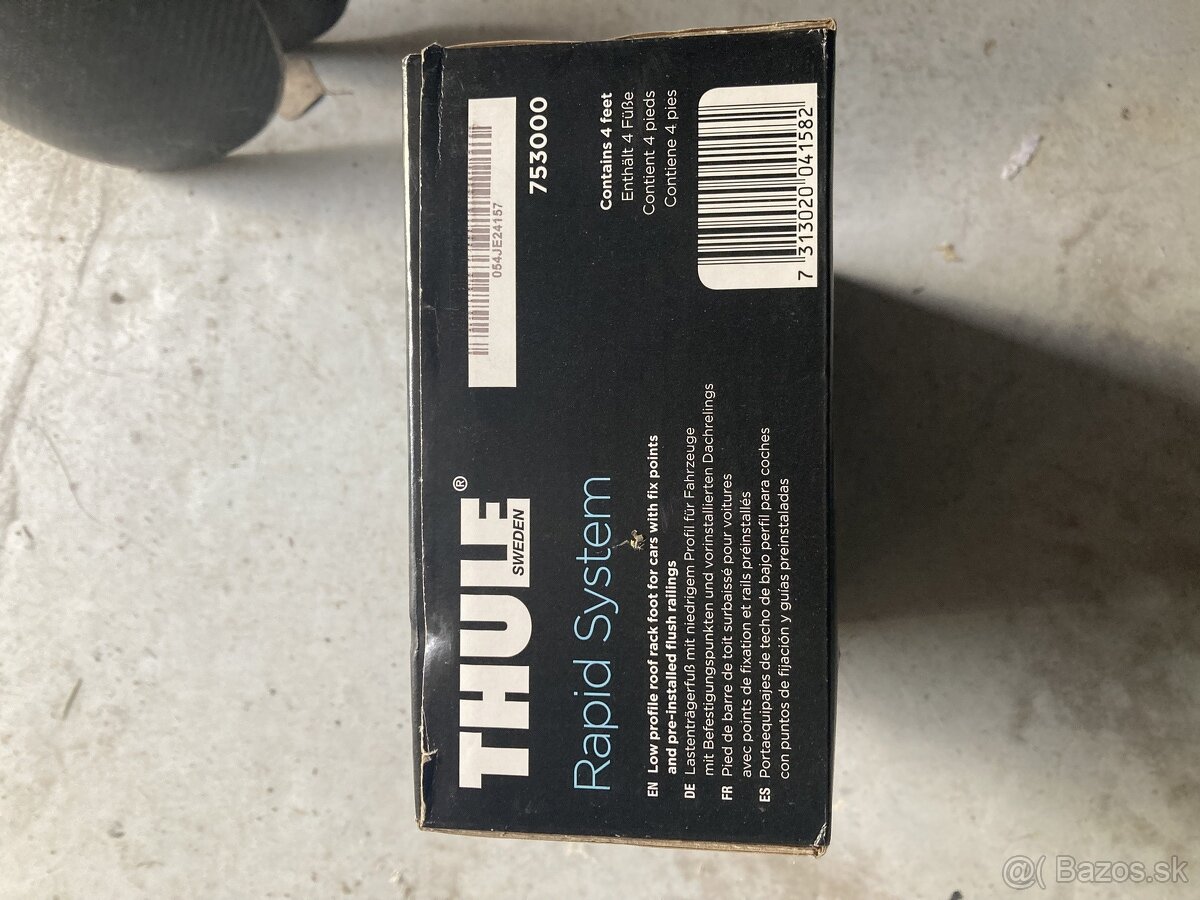 THULE®
SWEDEN
Rapid System
EN Low profile roof rack foot for cars with fix points
and pre-installed flush railings
DE Lastenträgerfuß mit niedrigem Profil für Fahrzeuge
mit Befestigungspunkten und vorinstallierten Dachrelings
FR Pied de barre de toit surbaissé pour voitures
avec points de fixation et rails préinstallés
ES Portaequipajes de techo de bajo perfil para coches
con puntos de fijación y guías preinstaladas
054JE24157
753000
Contains 4 feet
Enthält 4 Füße
Contient 4 pieds
Contiene 4 pies
7 313020 041582
@( Bazos.sk